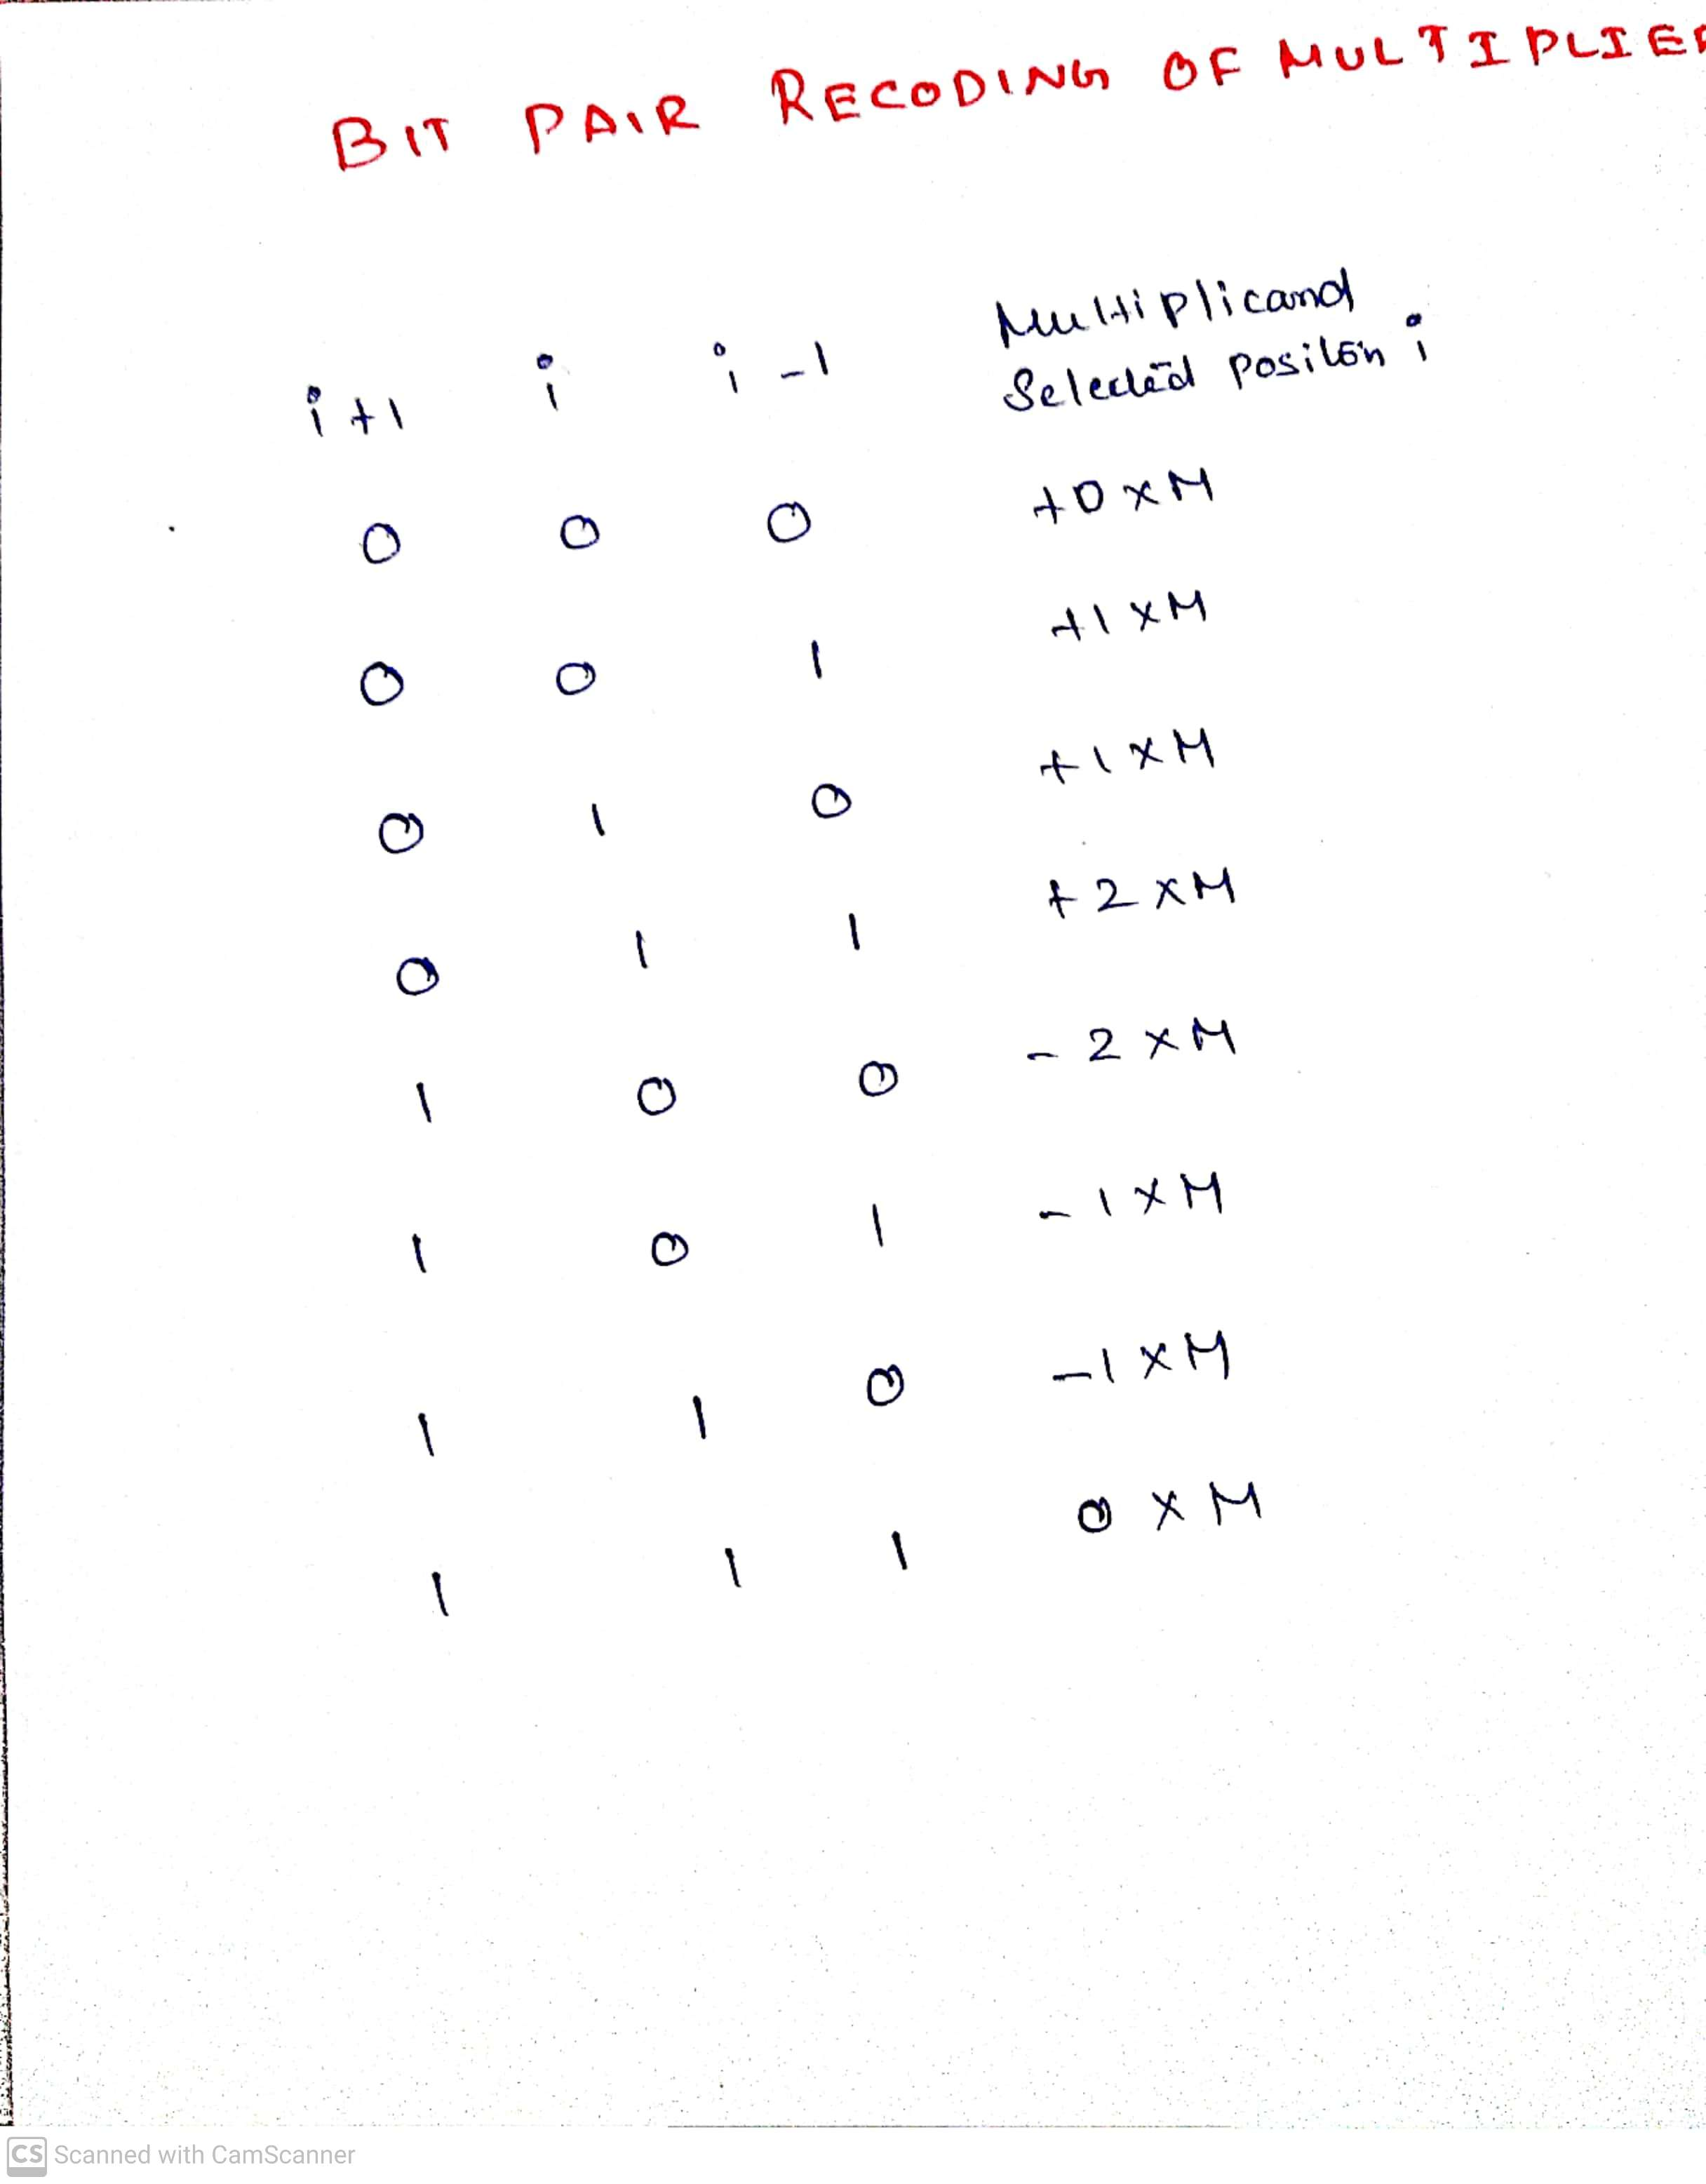 BIT PAIR RECODING OF MULTIPLIER
i+1 i i-1 Multiplicand
Selected Position i
0 0 0 +0 x M
0 0 1 +1 x M
0 1 0 +1 x M
0 1 1 +2 x M
1 0 0 -2 x M
1 0 1 -1 x M
1 1 0 -1 x M
1 1 1 0 x M
CS Scanned with CamScanner